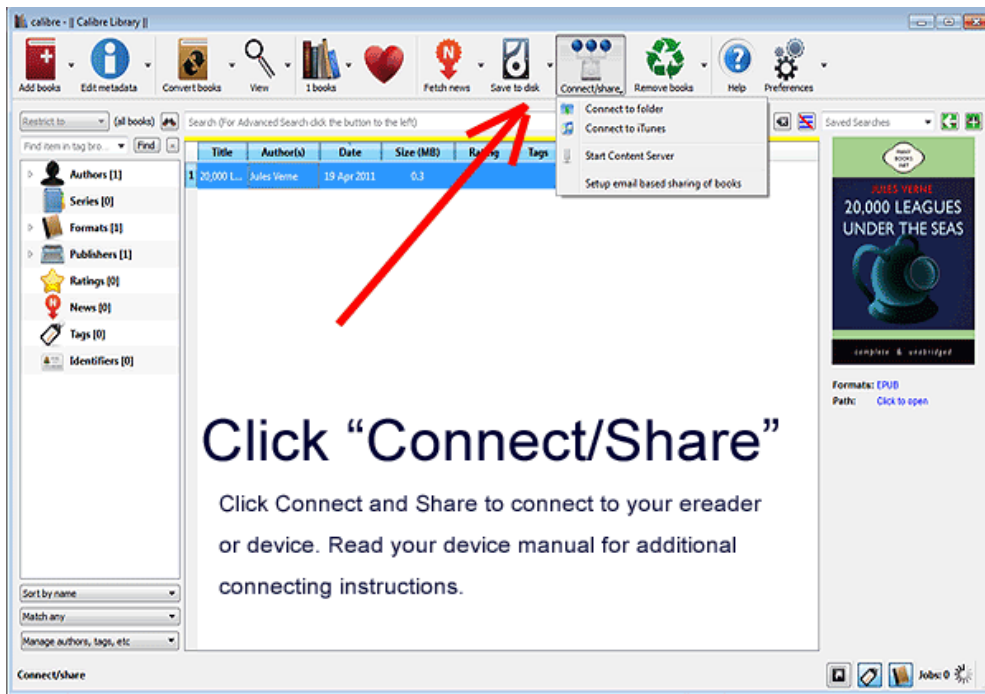 calibre - || Calibre Library ||
Add books
Edit metadata
Convert books
View
1 books
Fetch news
Save to disk
Connect/share
Remove books
Help
Preferences
Connect to folder
Connect to iTunes
Start Content Server
Setup email based sharing of books
Restrict to
(all books)
Search (For Advanced Search click the button to the left)
Saved Searches
Find item in tag bro...
Find
Title Author(s) Date Size (MB) Rating Tags
1 20,000 L... Jules Verne 19 Apr 2011 0.3
Authors [1]
Series [0]
Formats [1]
Publishers [1]
Ratings [0]
News [0]
Tags [0]
Identifiers [0]
JULES VERNE
20,000 LEAGUES
UNDER THE SEAS
complete & unabridged
Formats: EPUB
Path: Click to open
Click “Connect/Share”
Click Connect and Share to connect to your ereader
or device. Read your device manual for additional
connecting instructions.
Sort by name
Match any
Manage authors, tags, etc
Connect/share
Jobs: 0